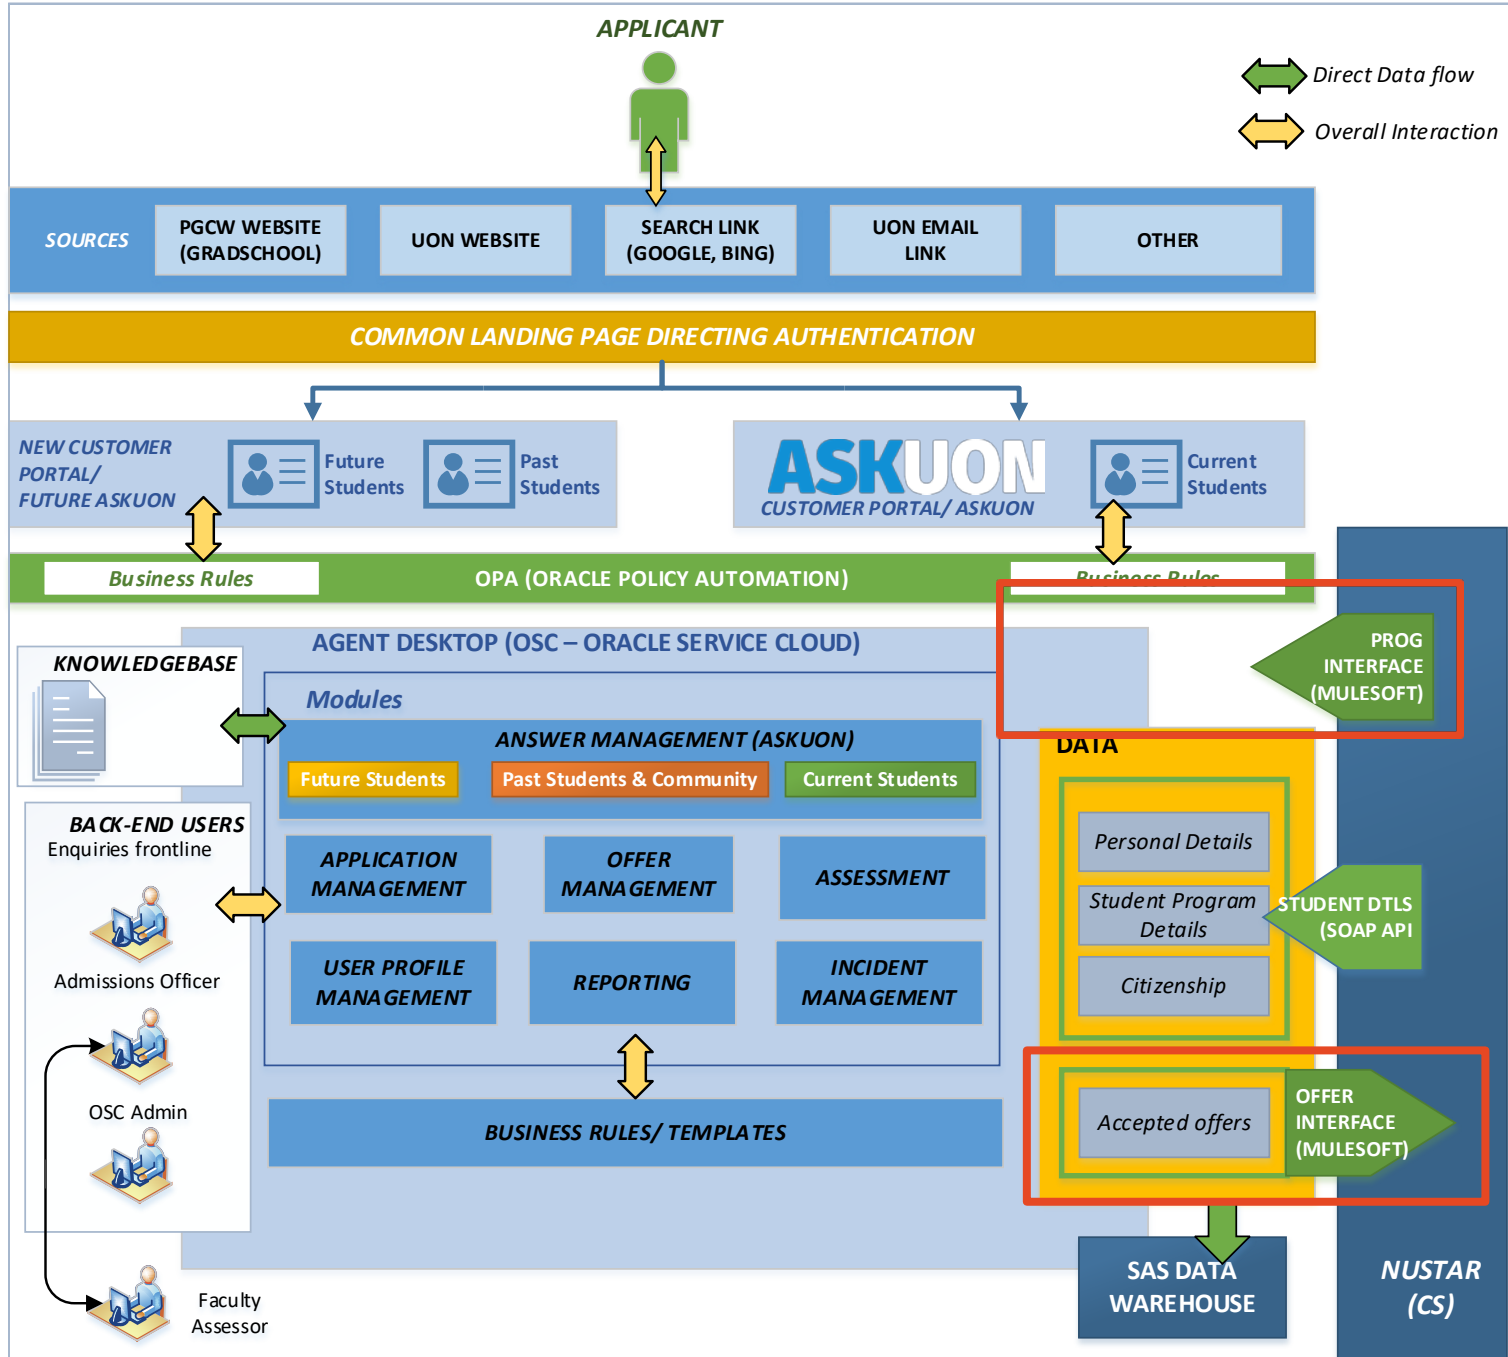 APPLICANT
Direct Data flow
Overall Interaction
SOURCES
PGCW WEBSITE
(GRADSCHOOL)
UON WEBSITE
SEARCH LINK
(GOOGLE, BING)
UON EMAIL
LINK
OTHER
COMMON LANDING PAGE DIRECTING AUTHENTICATION
NEW CUSTOMER
PORTAL/
FUTURE ASKUON
Future
Students
Past
Students
ASKUON
CUSTOMER PORTAL/ ASKUON
Current
Students
Business Rules
OPA (ORACLE POLICY AUTOMATION)
Business Rules
AGENT DESKTOP (OSC – ORACLE SERVICE CLOUD)
PROG
INTERFACE
(MULESOFT)
KNOWLEDGEBASE
Modules
ANSWER MANAGEMENT (ASKUON)
Future Students
Past Students & Community
Current Students
DATA
BACK-END USERS
Enquiries frontline
APPLICATION
MANAGEMENT
OFFER
MANAGEMENT
ASSESSMENT
Personal Details
Student Program
Details
STUDENT DTLS
(SOAP API
Admissions Officer
USER PROFILE
MANAGEMENT
REPORTING
INCIDENT
MANAGEMENT
Citizenship
OSC Admin
BUSINESS RULES/ TEMPLATES
Accepted offers
OFFER
INTERFACE
(MULESOFT)
Faculty
Assessor
SAS DATA
WAREHOUSE
NUSTAR
(CS)